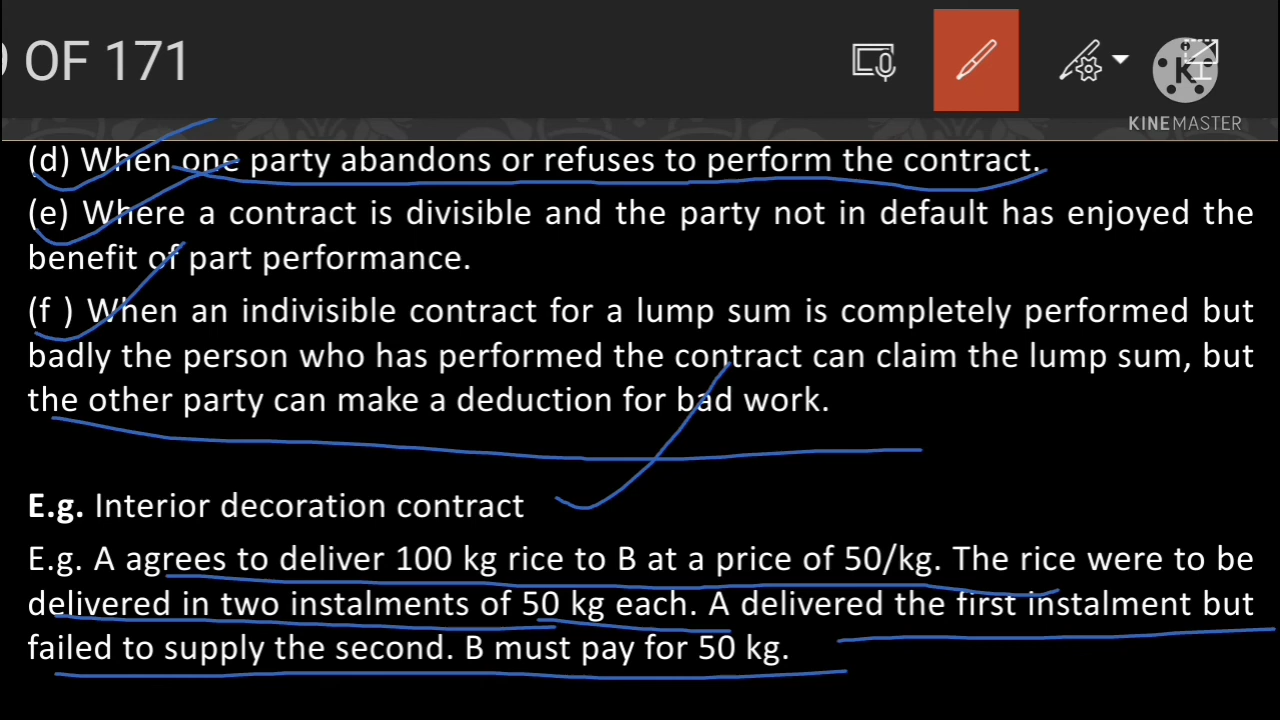 OF 171
K
KINEMASTER
(d) When one party abandons or refuses to perform the contract.
(e) Where a contract is divisible and the party not in default has enjoyed the
benefit of part performance.
(f ) When an indivisible contract for a lump sum is completely performed but
badly the person who has performed the contract can claim the lump sum, but
the other party can make a deduction for bad work.
E.g. Interior decoration contract
E.g. A agrees to deliver 100 kg rice to B at a price of 50/kg. The rice were to be
delivered in two instalments of 50 kg each. A delivered the first instalment but
failed to supply the second. B must pay for 50 kg.